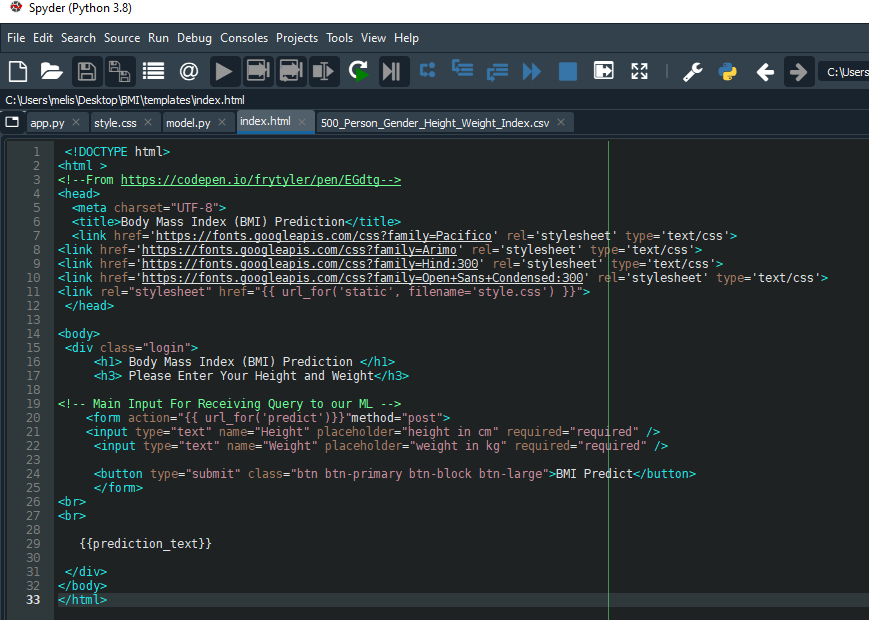 Spyder (Python 3.8)
File Edit Search Source Run Debug Consoles Projects Tools View Help
C:\Users
C:\Users\melis\Desktop\BMI\templates\index.html
app.py style.css model.py index.html 500_Person_Gender_Height_Weight_Index.csv
1 <!DOCTYPE html>
2 <html >
3 <!--From https://codepen.io/frytyler/pen/EGdtg-->
4 <head>
5 <meta charset="UTF-8">
6 <title>Body Mass Index (BMI) Prediction</title>
7 <link href='https://fonts.googleapis.com/css?family=Pacifico' rel='stylesheet' type='text/css'>
8 <link href='https://fonts.googleapis.com/css?family=Arimo' rel='stylesheet' type='text/css'>
9 <link href='https://fonts.googleapis.com/css?family=Hind:300' rel='stylesheet' type='text/css'>
10 <link href='https://fonts.googleapis.com/css?family=Open+Sans+Condensed:300' rel='stylesheet' type='text/css'>
11 <link rel="stylesheet" href="{{ url_for('static', filename='style.css') }}">
12 </head>
13
14 <body>
15 <div class="login">
16 <h1> Body Mass Index (BMI) Prediction </h1>
17 <h3> Please Enter Your Height and Weight</h3>
18
19 <!-- Main Input For Receiving Query to our ML -->
20 <form action="{{ url_for('predict')}}"method="post">
21 <input type="text" name="Height" placeholder="height in cm" required="required" />
22 <input type="text" name="Weight" placeholder="weight in kg" required="required" />
23
24 <button type="submit" class="btn btn-primary btn-block btn-large">BMI Predict</button>
25 </form>
26 <br>
27 <br>
28
29 {{prediction_text}}
30
31 </div>
32 </body>
33 </html>